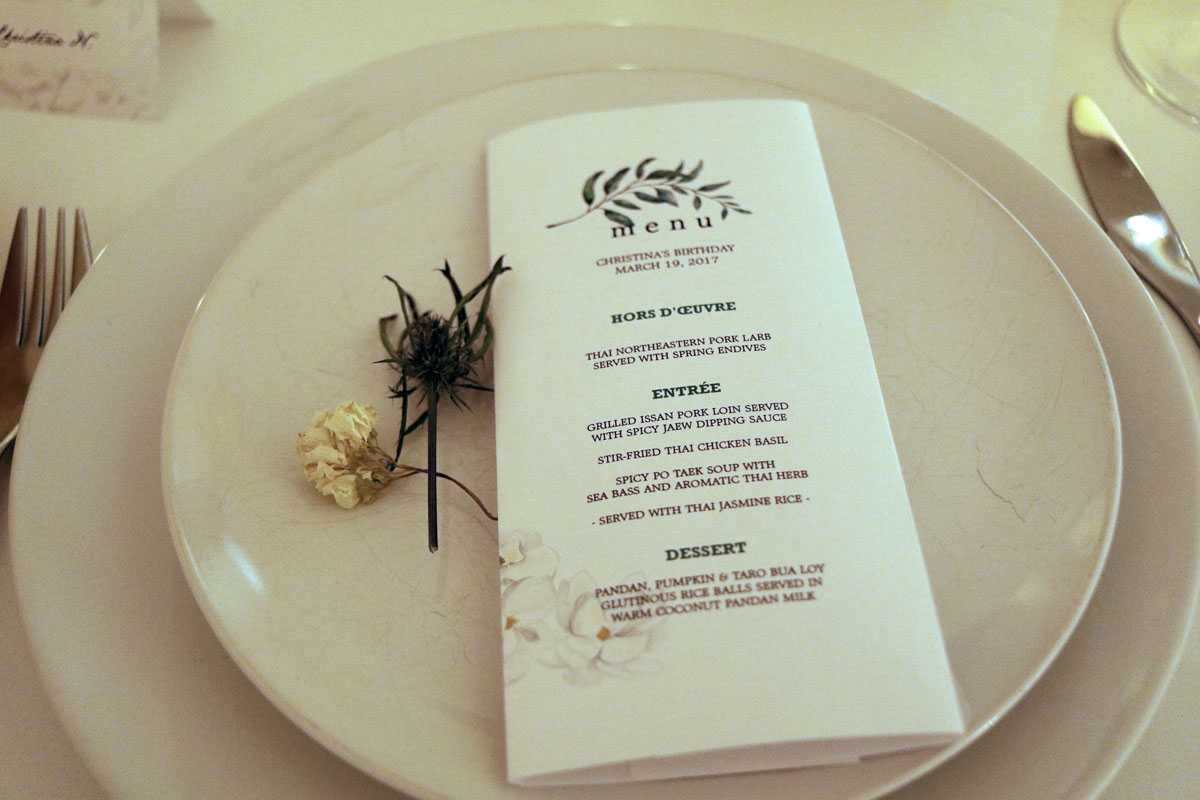 Christina N.
menu
CHRISTINA'S BIRTHDAY
MARCH 19, 2017
HORS D'ŒUVRE
THAI NORTHEASTERN PORK LARB
SERVED WITH SPRING ENDIVES
ENTRÉE
GRILLED ISSAN PORK LOIN SERVED
WITH SPICY JAEW DIPPING SAUCE
STIR-FRIED THAI CHICKEN BASIL
SPICY PO TAEK SOUP WITH
SEA BASS AND AROMATIC THAI HERB
- SERVED WITH THAI JASMINE RICE -
DESSERT
PANDAN, PUMPKIN & TARO BUA LOY
GLUTINOUS RICE BALLS SERVED IN
WARM COCONUT PANDAN MILK